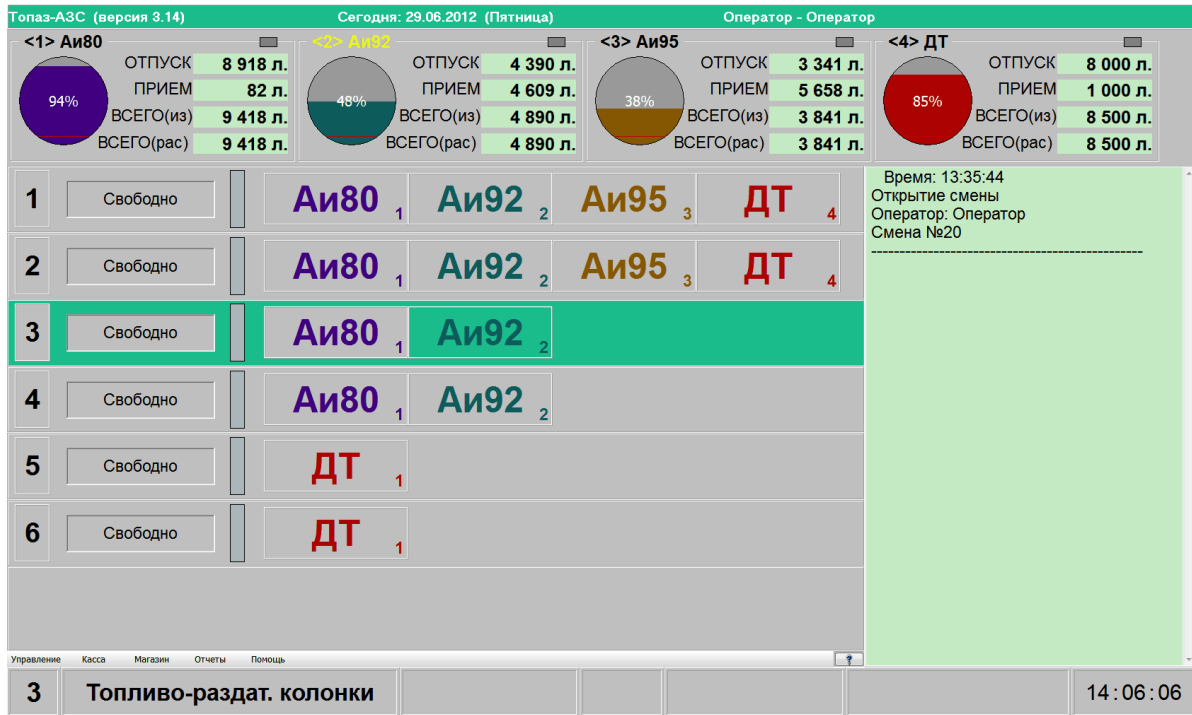 Топаз-АЗС (версия 3.14) Сегодня: 29.06.2012 (Пятница) Оператор - Оператор
<1> Аи80
94%
ОТПУСК 8 918 л.
ПРИЕМ 82 л.
ВСЕГО(из) 9 418 л.
ВСЕГО(рас) 9 418 л.
<2> Аи92
48%
ОТПУСК 4 390 л.
ПРИЕМ 4 609 л.
ВСЕГО(из) 4 890 л.
ВСЕГО(рас) 4 890 л.
<3> Аи95
38%
ОТПУСК 3 341 л.
ПРИЕМ 5 658 л.
ВСЕГО(из) 3 841 л.
ВСЕГО(рас) 3 841 л.
<4> ДТ
85%
ОТПУСК 8 000 л.
ПРИЕМ 1 000 л.
ВСЕГО(из) 8 500 л.
ВСЕГО(рас) 8 500 л.
1 Свободно Аи80 1 Аи92 2 Аи95 3 ДТ 4
2 Свободно Аи80 1 Аи92 2 Аи95 3 ДТ 4
3 Свободно Аи80 1 Аи92 2
4 Свободно Аи80 1 Аи92 2
5 Свободно ДТ 1
6 Свободно ДТ 1
Время: 13:35:44
Открытие смены
Оператор: Оператор
Смена №20
------------------------------------------------
Управление Касса Магазин Отчеты Помощь ?
3 Топливо-раздат. колонки 14:06:06